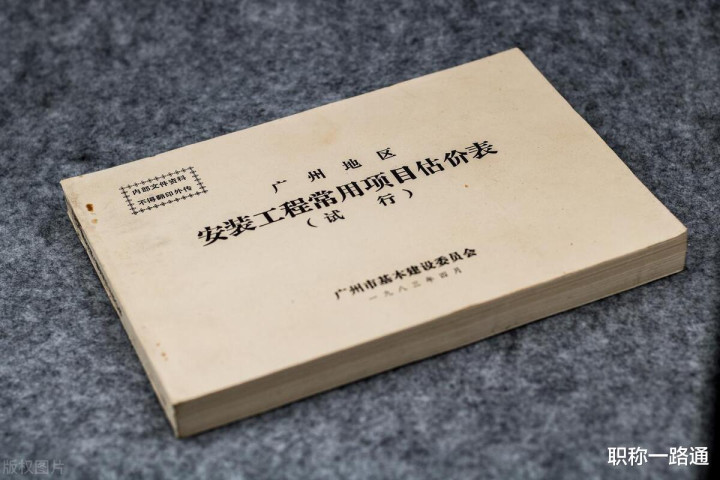 内部文件资料
不得翻印外传
广州地区
安装工程常用项目估价表
(试行)
广州市基本建设委员会
一九八三年四月
版权图片
职称一路通